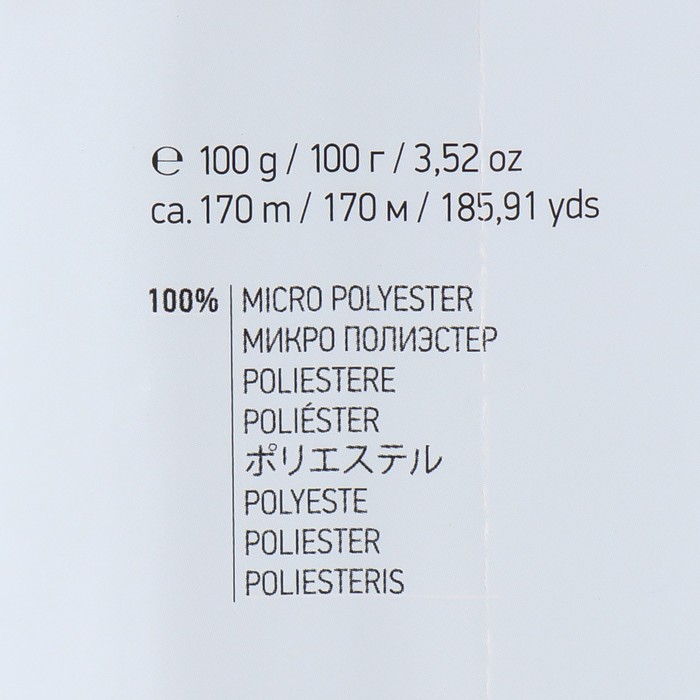 ℮ 100 g / 100 г / 3,52 oz
ca. 170 m / 170 м / 185,91 yds
100% MICRO POLYESTER
МИКРО ПОЛИЭСТЕР
POLIESTERE
POLIÉSTER
ポリエステル
POLYESTE
POLIESTER
POLIESTERIS